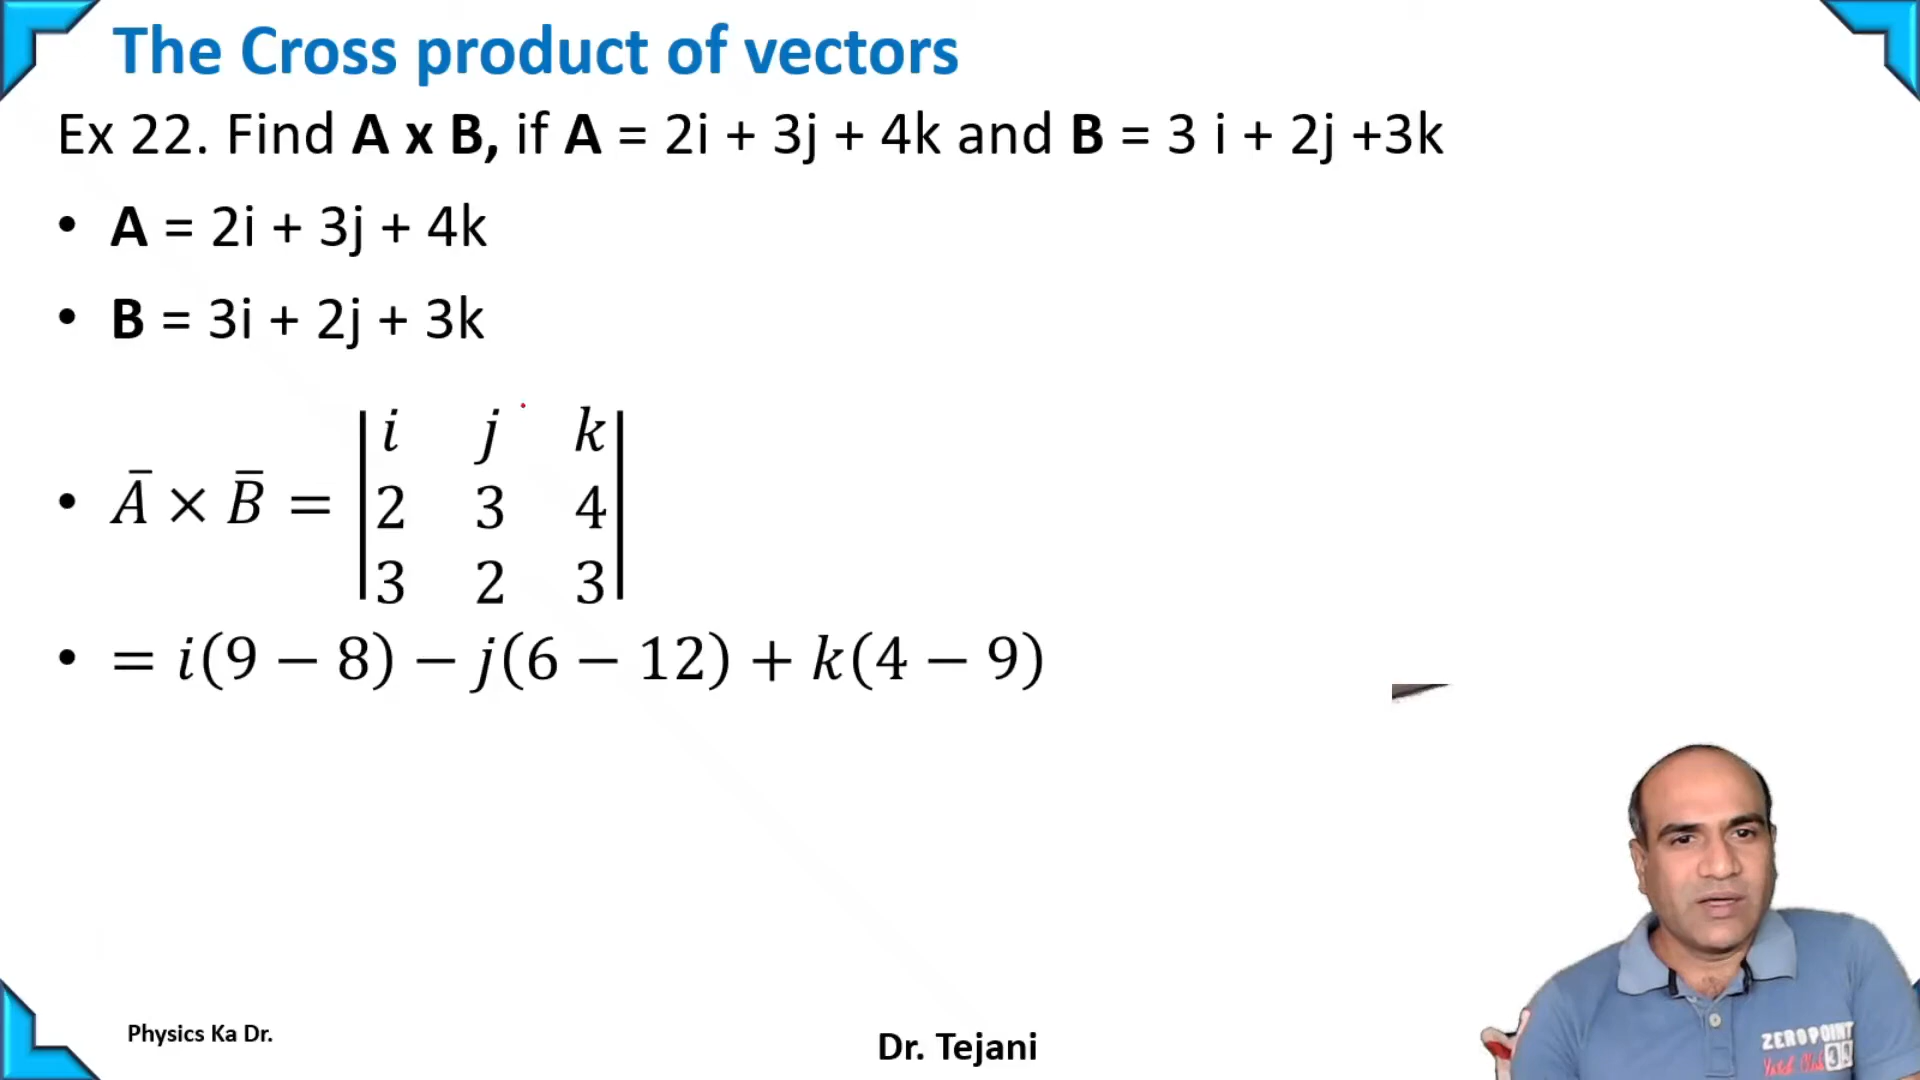 The Cross product of vectors
Ex 22. Find A x B, if A = 2i + 3j + 4k and B = 3 i + 2j +3k
• A = 2i + 3j + 4k
• B = 3i + 2j + 3k
• Ā × B̄ = | i j k |
| 2 3 4 |
| 3 2 3 |
• = i(9 − 8) − j(6 − 12) + k(4 − 9)
ZEROPOINT
Physics Ka Dr.
Dr. Tejani